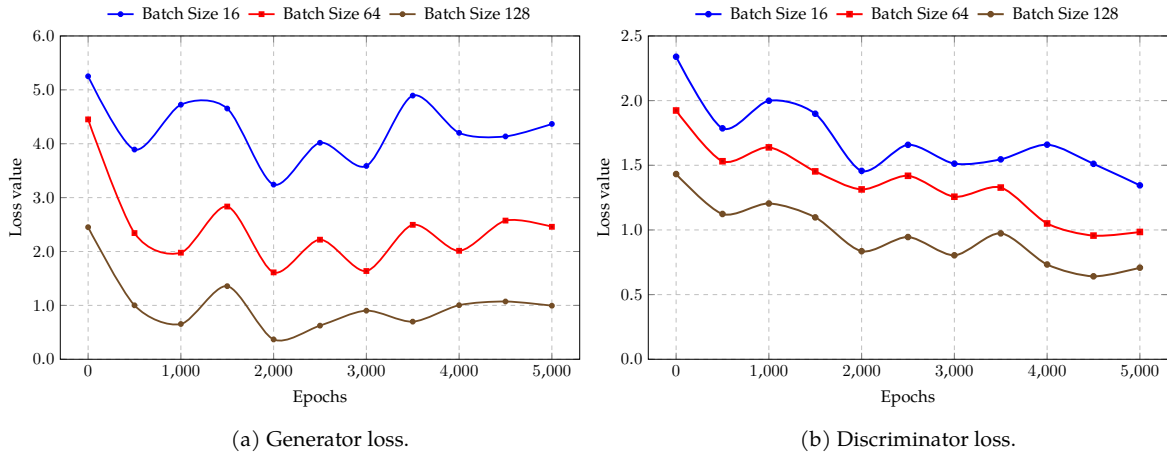 Batch Size 16 Batch Size 64 Batch Size 128
6.0
5.0
4.0
3.0
2.0
1.0
0.0
Loss value
0 1,000 2,000 3,000 4,000 5,000
Epochs
(a) Generator loss.
Batch Size 16 Batch Size 64 Batch Size 128
2.5
2.0
1.5
1.0
0.5
0.0
Loss value
0 1,000 2,000 3,000 4,000 5,000
Epochs
(b) Discriminator loss.